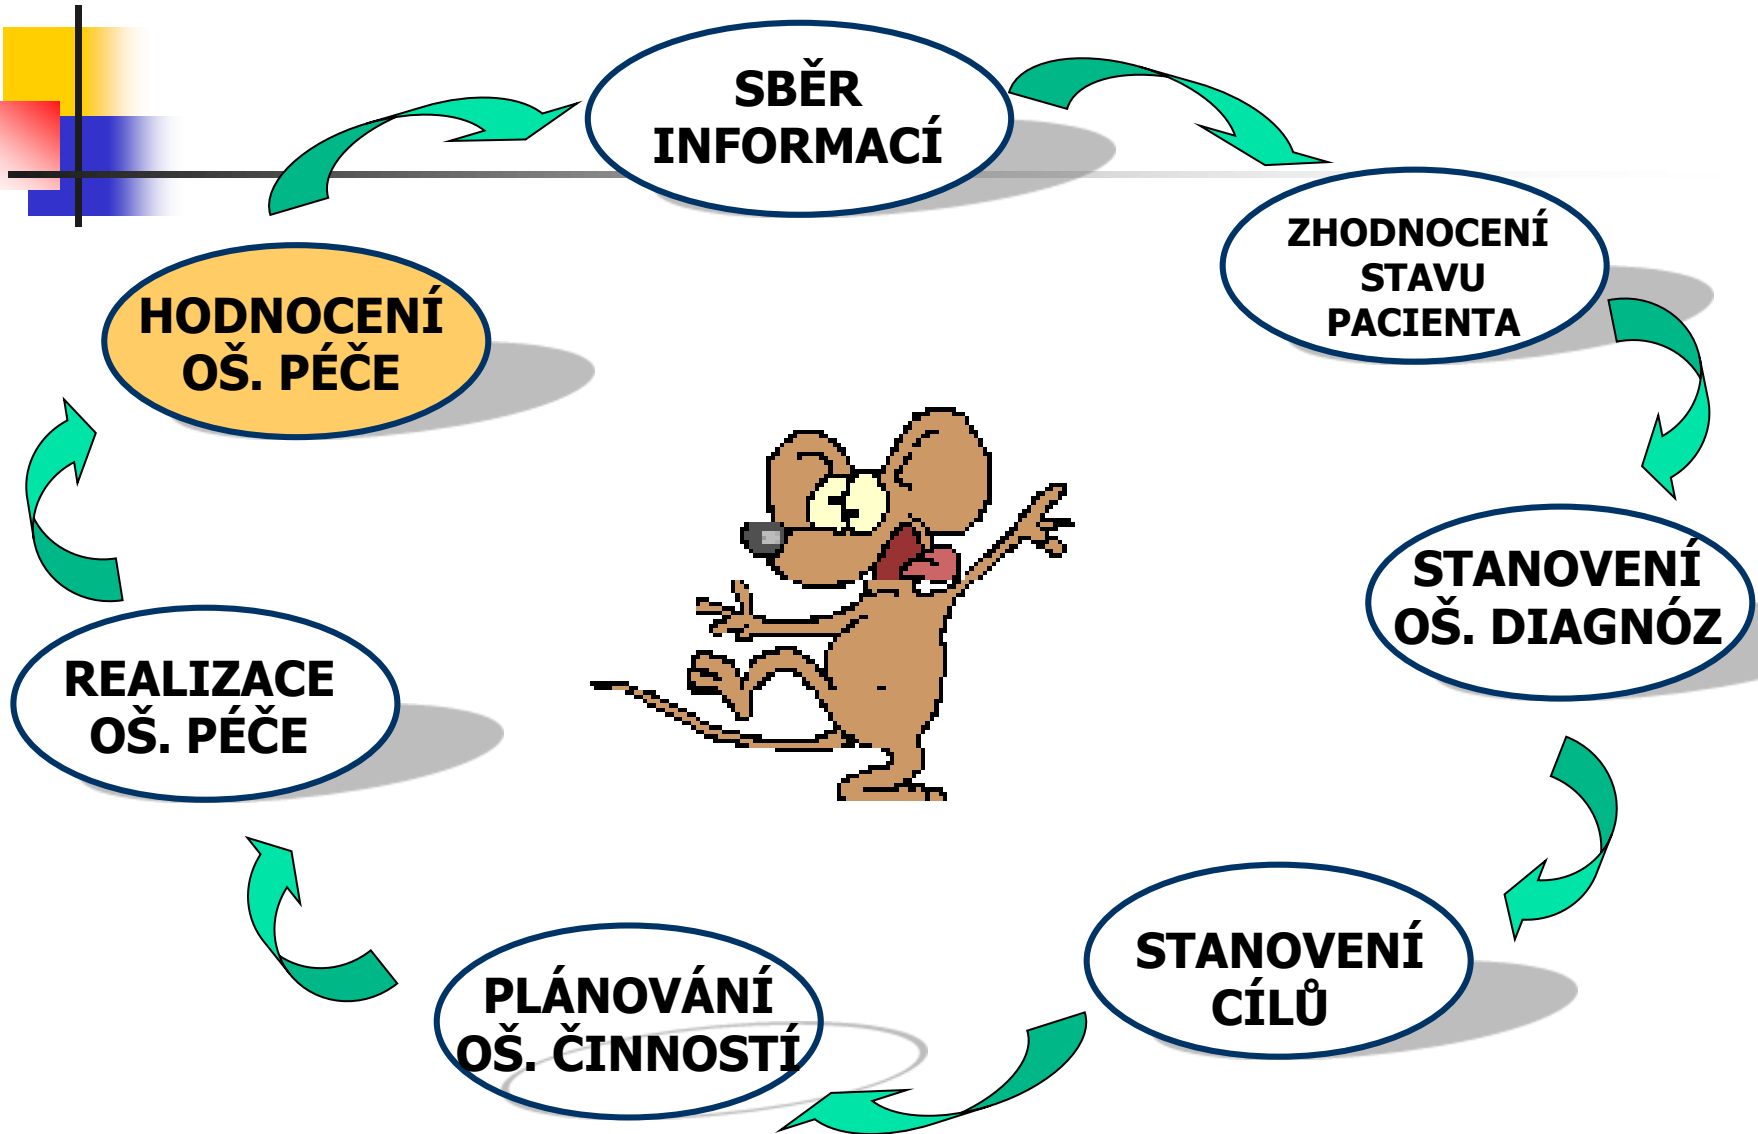 SBĚR
INFORMACÍ
ZHODNOCENÍ
STAVU
PACIENTA
STANOVENÍ
OŠ. DIAGNÓZ
STANOVENÍ
CÍLŮ
PLÁNOVÁNÍ
OŠ. ČINNOSTÍ
REALIZACE
OŠ. PÉČE
HODNOCENÍ
OŠ. PÉČE